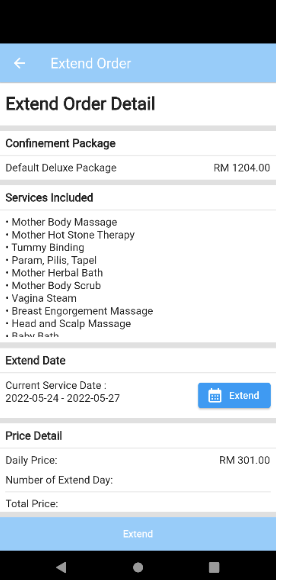 Extend Order
Extend Order Detail
Confinement Package
Default Deluxe Package RM 1204.00
Services Included
• Mother Body Massage
• Mother Hot Stone Therapy
• Tummy Binding
• Param, Pilis, Tapel
• Mother Herbal Bath
• Mother Body Scrub
• Vagina Steam
• Breast Engorgement Massage
• Head and Scalp Massage
• Baby Bath
Extend Date
Current Service Date :
2022-05-24 - 2022-05-27
Extend
Price Detail
Daily Price: RM 301.00
Number of Extend Day:
Total Price:
Extend